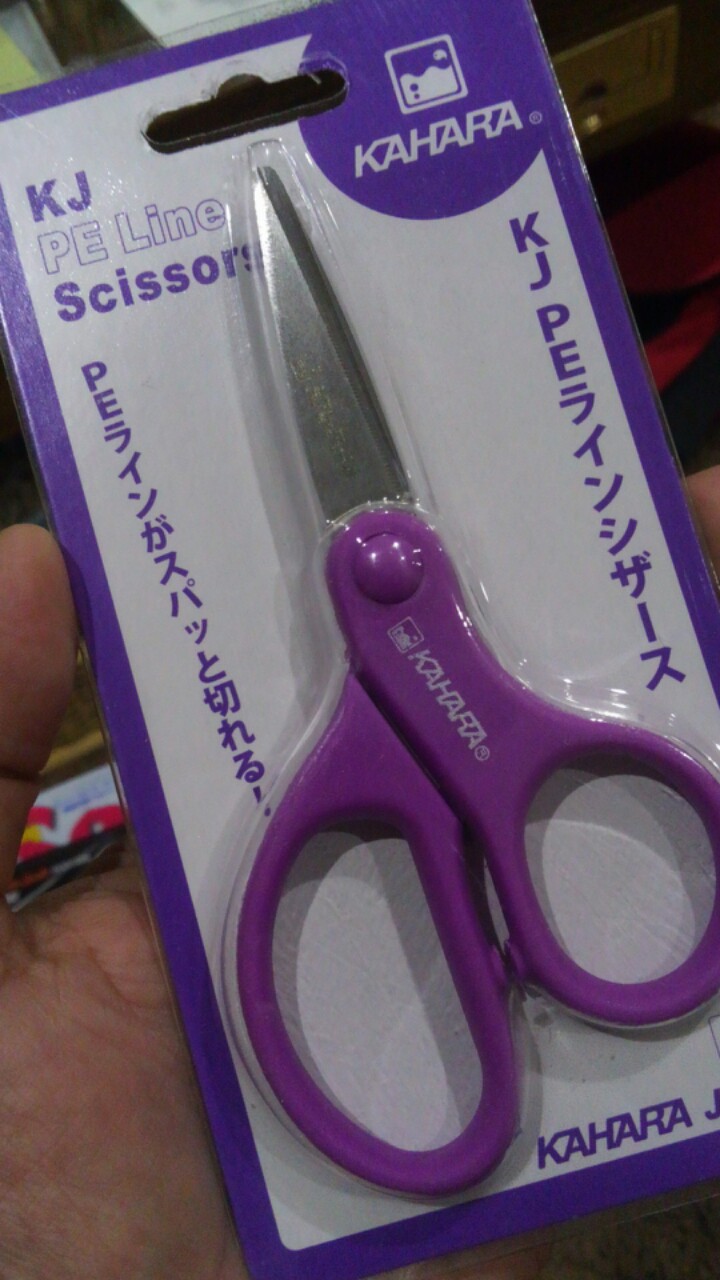 KAHARA®
KJ
PE Line
Scissors
KJ PEラインシザース
PEラインがスパッと切れる!
KAHARA®
KAHARA J